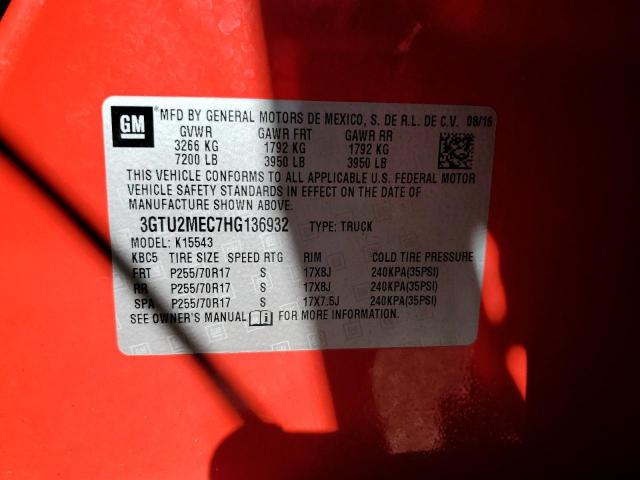 GM
®MFD BY GENERAL MOTORS DE MEXICO, S. DE R.L. DE C.V. 08/16
GVWR GAWR FRT GAWR RR
3266 KG 1792 KG 1792 KG
7200 LB 3950 LB 3950 LB
THIS VEHICLE CONFORMS TO ALL APPLICABLE U.S. FEDERAL MOTOR
VEHICLE SAFETY STANDARDS IN EFFECT ON THE DATE OF
MANUFACTURE SHOWN ABOVE.
3GTU2MEC7HG136932 TYPE: TRUCK
MODEL: K15543
KBC5 TIRE SIZE SPEED RTG RIM COLD TIRE PRESSURE
FRT P255/70R17 S 17X8J 240KPA(35PSI)
RR P255/70R17 S 17X8J 240KPA(35PSI)
SPA P255/70R17 S 17X7.5J 240KPA(35PSI)
SEE OWNER'S MANUAL FOR MORE INFORMATION.